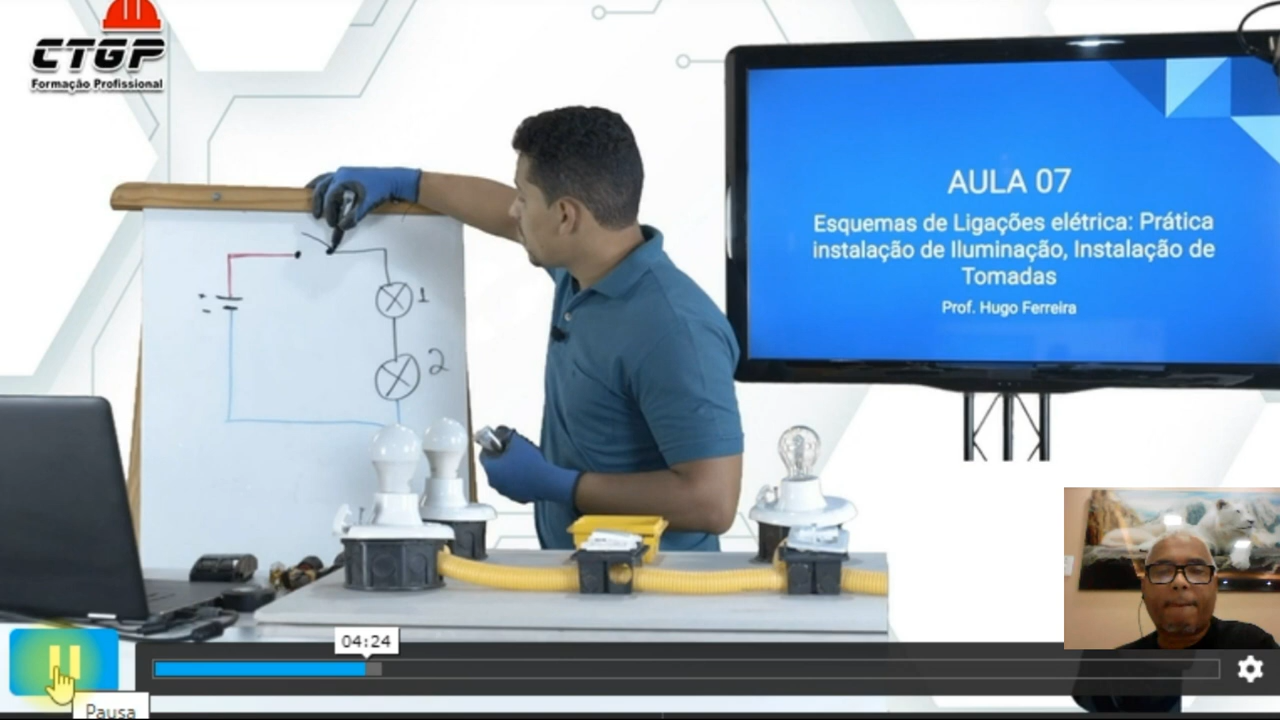 CTGP
Formação Profissional
AULA 07
Esquemas de Ligações elétrica: Prática
instalação de Iluminação, Instalação de
Tomadas
Prof. Hugo Ferreira
+
-
1
2
04:24
Pausa